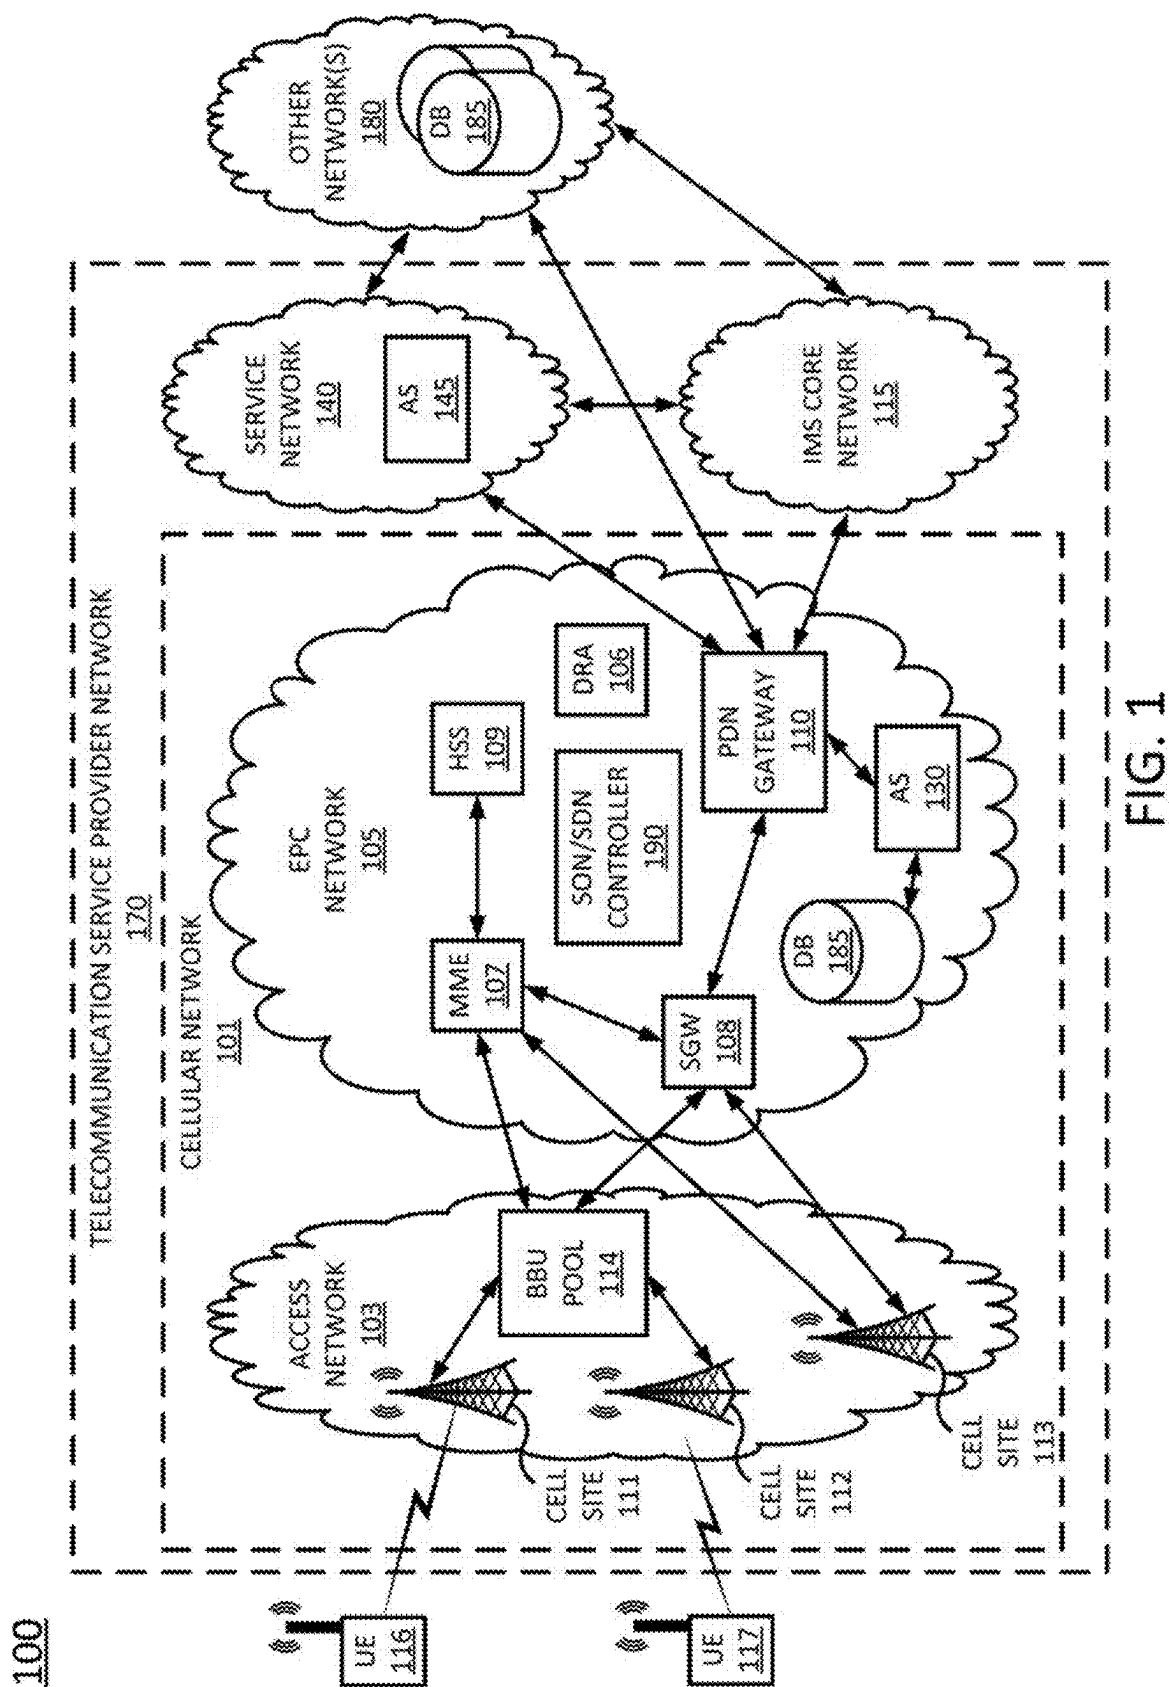 100
TELECOMMUNICATION SERVICE PROVIDER NETWORK
170
CELLULAR NETWORK
101
ACCESS
NETWORK
103
EPC
NETWORK
105
SERVICE
NETWORK
140
AS
145
OTHER
NETWORK(S)
180
DB
185
UE
116
CELL
SITE 111
BBU
POOL
114
MME
107
HSS
109
SON/SDN
CONTROLLER
190
DRA
106
UE
117
CELL
SITE 112
SGW
108
PDN
GATEWAY
110
IMS CORE
NETWORK
115
DB
185
AS
130
CELL
SITE 113
FIG. 1